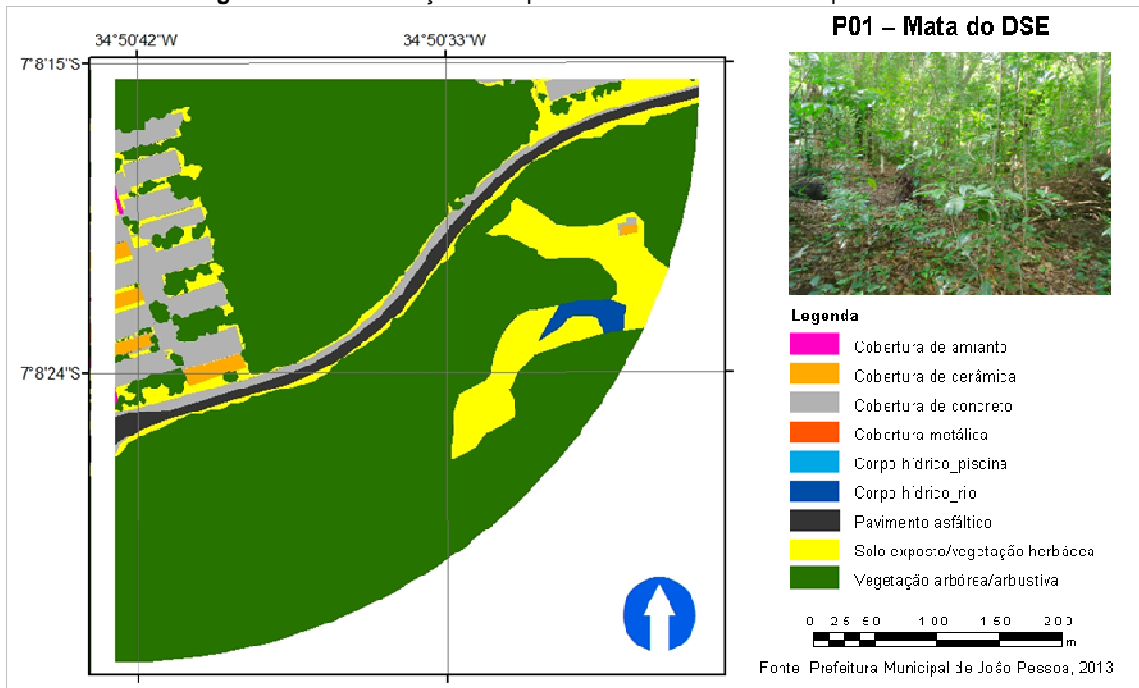 P01 – Mata do DSE
34°50'42"W 34°50'33"W
7°8'15"S
7°8'24"S
Legenda
Cobertura de amianto
Cobertura de cerâmica
Cobertura de concreto
Cobertura metálica
Corpo hídrico_piscina
Corpo hídrico_rio
Pavimento asfáltico
Solo exposto/vegetação herbácea
Vegetação arbórea/arbustiva
0 25 50 100 150 200
m
Fonte: Prefeitura Municipal de João Pessoa, 2013